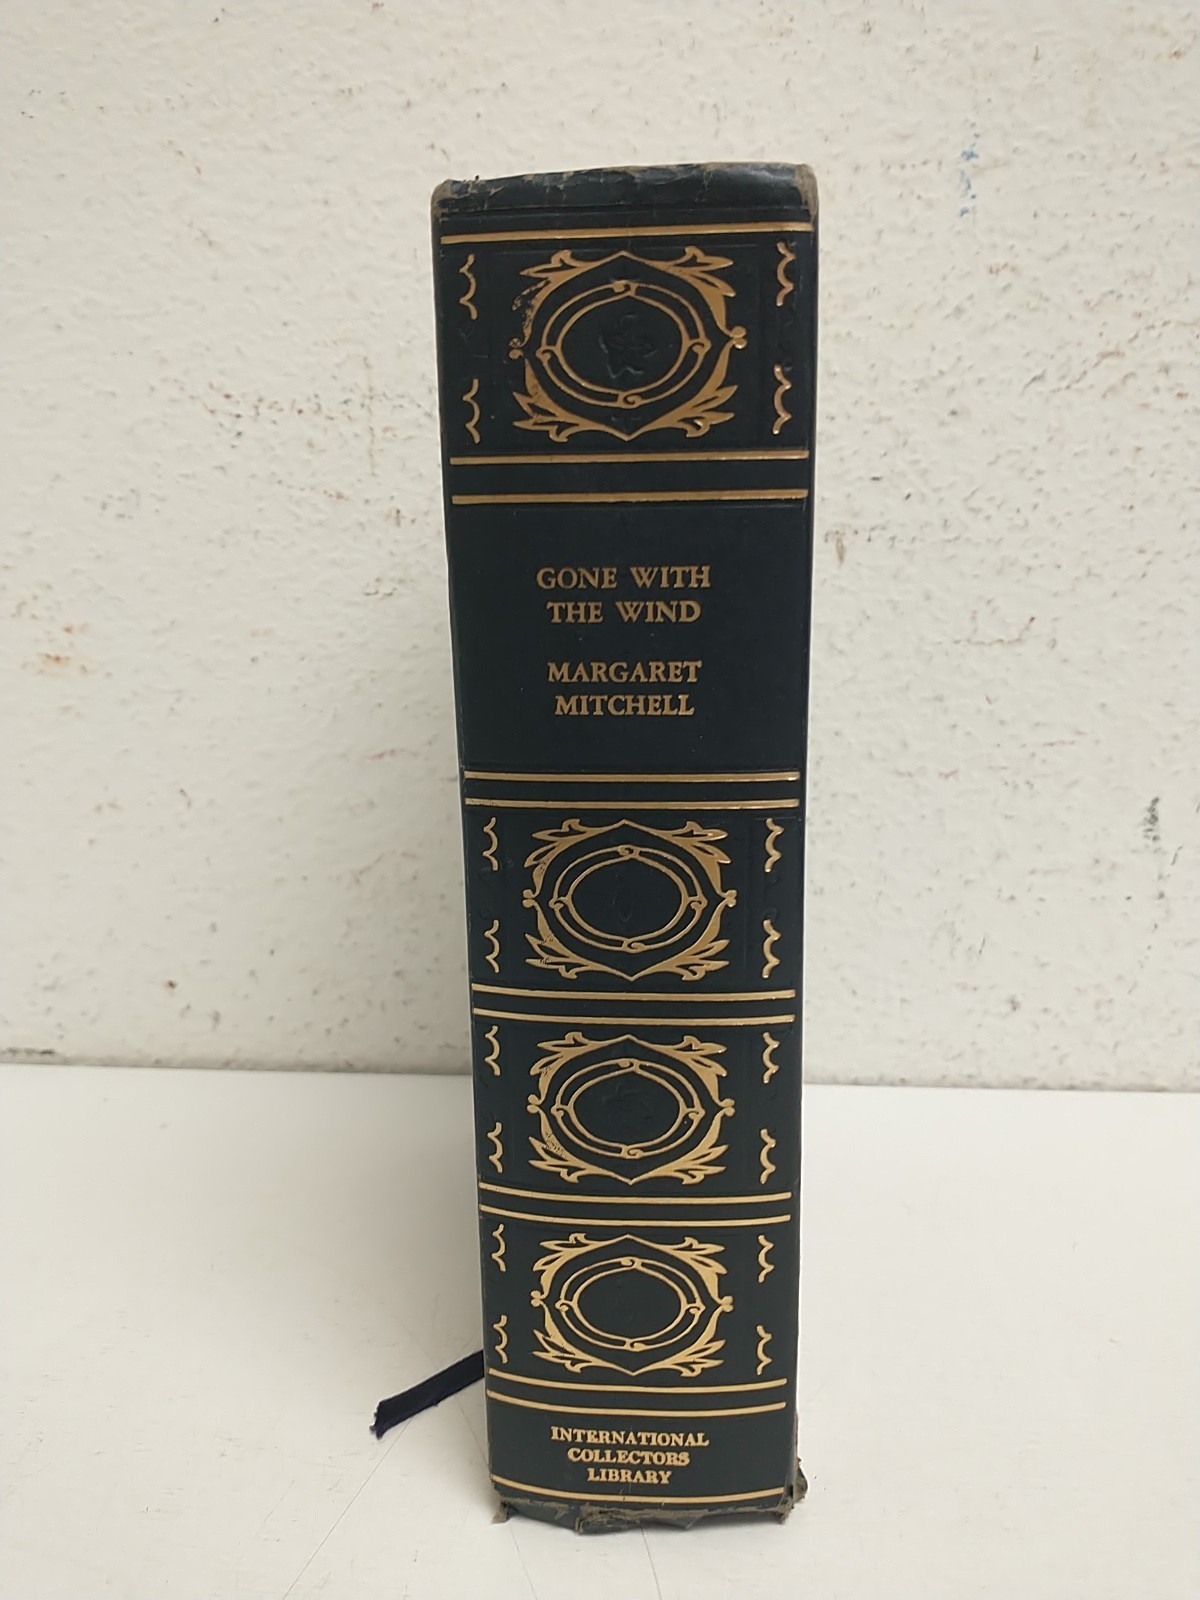 GONE WITH
THE WIND
MARGARET
MITCHELL
INTERNATIONAL
COLLECTORS
LIBRARY